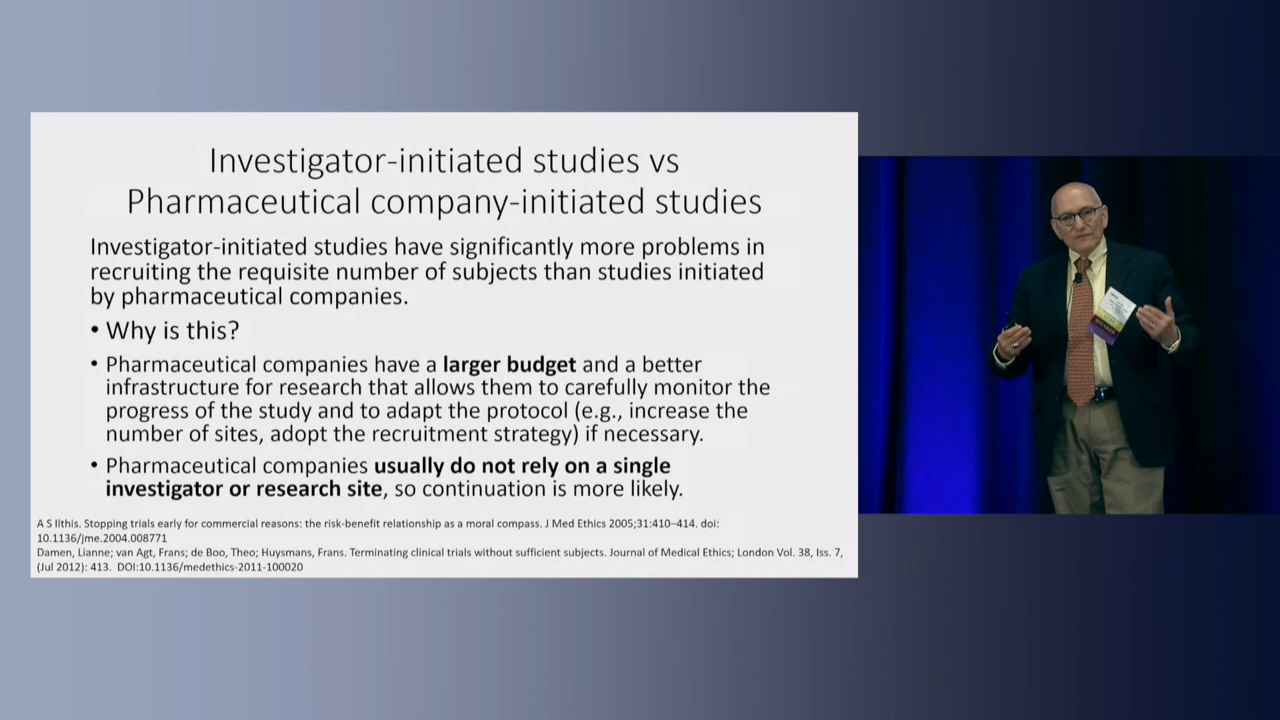 Investigator-initiated studies vs
Pharmaceutical company-initiated studies
Investigator-initiated studies have significantly more problems in
recruiting the requisite number of subjects than studies initiated
by pharmaceutical companies.
• Why is this?
• Pharmaceutical companies have a larger budget and a better
infrastructure for research that allows them to carefully monitor the
progress of the study and to adapt the protocol (e.g., increase the
number of sites, adopt the recruitment strategy) if necessary.
• Pharmaceutical companies usually do not rely on a single
investigator or research site, so continuation is more likely.
A S Ilthis. Stopping trials early for commercial reasons: the risk-benefit relationship as a moral compass. J Med Ethics 2005;31:410–414. doi:
10.1136/jme.2004.008771
Damen, Lianne; van Agt, Frans; de Boo, Theo; Huysmans, Frans. Terminating clinical trials without sufficient subjects. Journal of Medical Ethics; London Vol. 38, Iss. 7,
(Jul 2012): 413. DOI:10.1136/medethics-2011-100020
SPEAKER